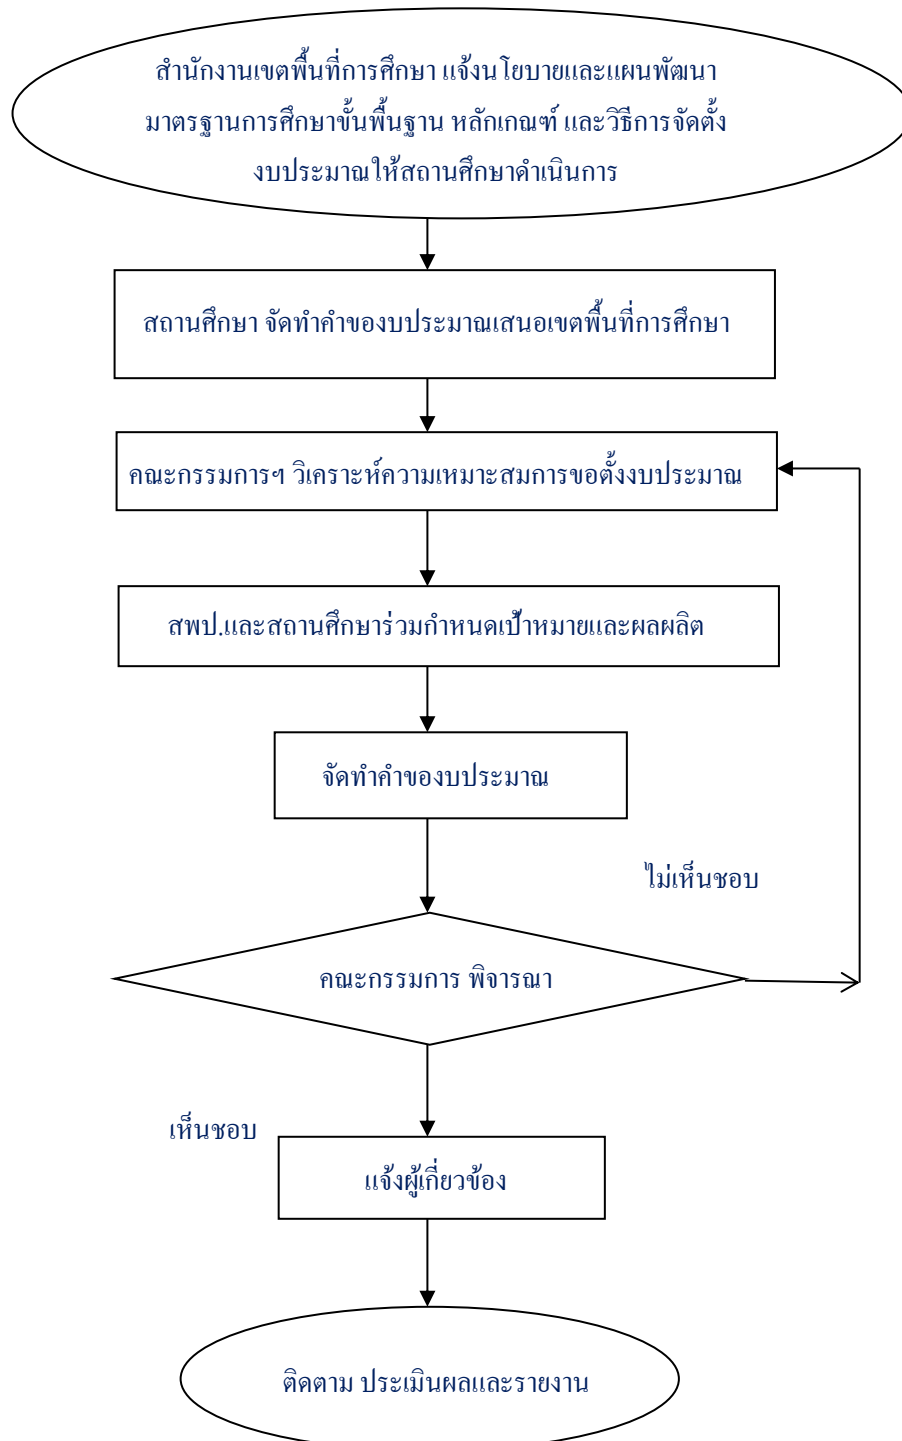 สำนักงานเขตพื้นที่การศึกษา แจ้งนโยบายและแผนพัฒนา
มาตรฐานการศึกษาขั้นพื้นฐาน หลักเกณฑ์ และวิธีการจัดตั้ง
งบประมาณให้สถานศึกษาดำเนินการ
สถานศึกษา จัดทำคำของบประมาณเสนอเขตพื้นที่การศึกษา
คณะกรรมการฯ วิเคราะห์ความเหมาะสมการขอตั้งงบประมาณ
สพป.และสถานศึกษาร่วมกำหนดเป้าหมายและผลผลิต
จัดทำคำของบประมาณ
ไม่เห็นชอบ
คณะกรรมการ พิจารณา
เห็นชอบ
แจ้งผู้เกี่ยวข้อง
ติดตาม ประเมินผลและรายงาน